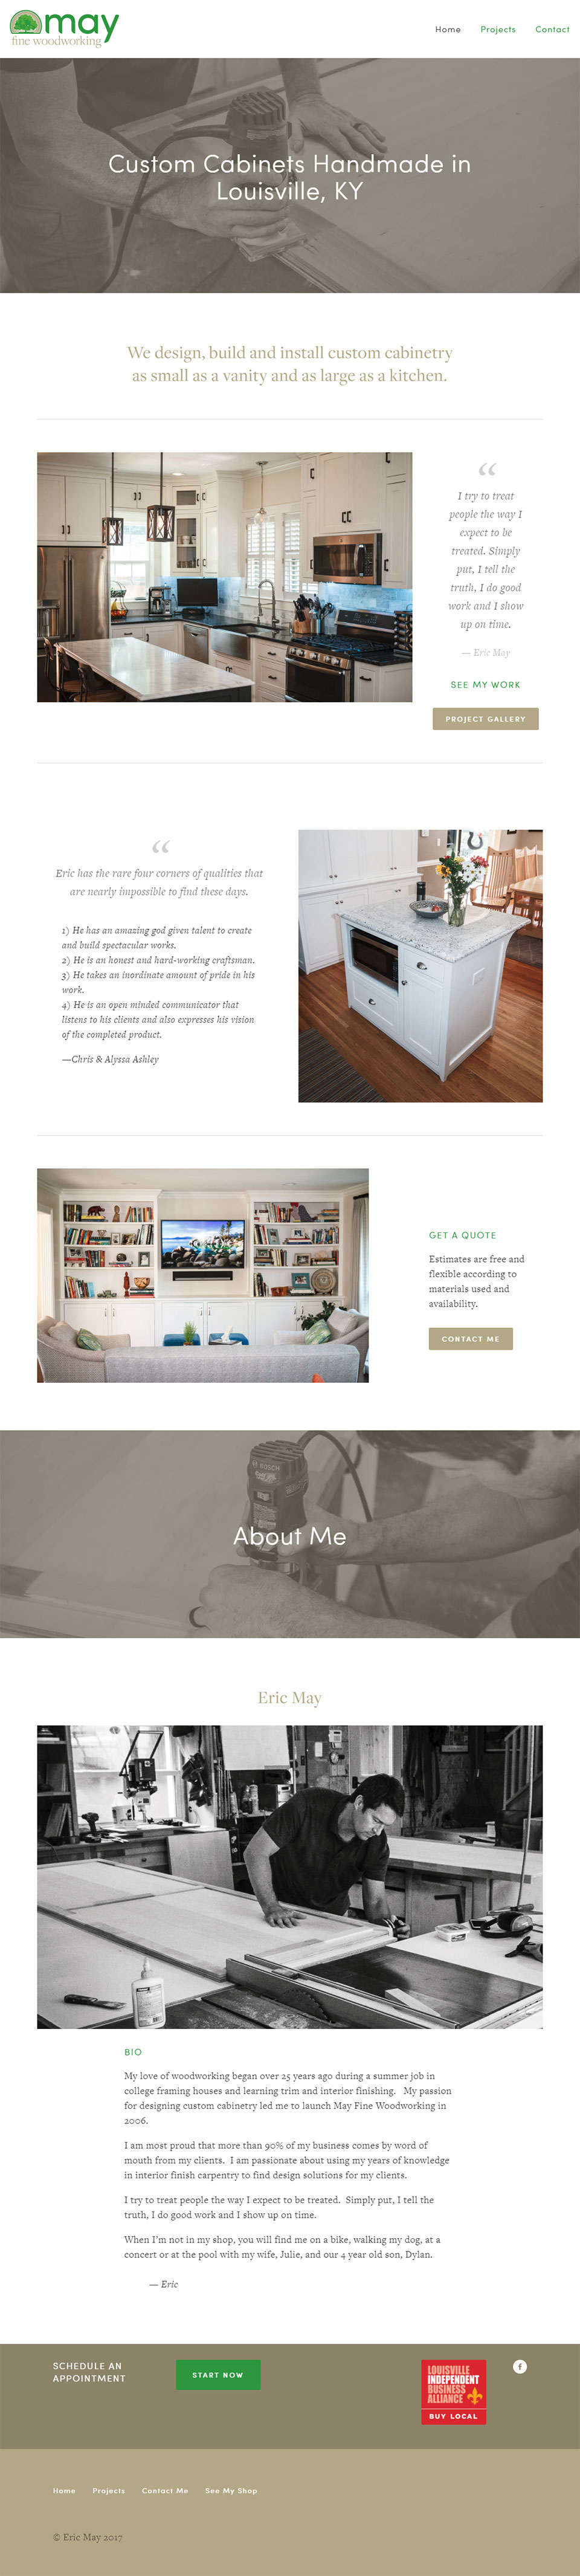 may
fine woodworking
Home Projects Contact
Custom Cabinets Handmade in
Louisville, KY
We design, build and install custom cabinetry
as small as a vanity and as large as a kitchen.
“
I try to treat
people the way I
expect to be
treated. Simply
put, I tell the
truth, I do good
work and I show
up on time.
— Eric May
SEE MY WORK
PROJECT GALLERY
“
Eric has the rare four corners of qualities that
are nearly impossible to find these days.
1) He has an amazing god given talent to create
and build spectacular works.
2) He is an honest and hard-working craftsman.
3) He takes an inordinate amount of pride in his
work.
4) He is an open minded communicator that
listens to his clients and also expresses his vision
of the completed product.
—Chris & Alyssa Ashley
GET A QUOTE
Estimates are free and
flexible according to
materials used and
availability.
CONTACT ME
BOSCH
About Me
Eric May
BIO
My love of woodworking began over 25 years ago during a summer job in
college framing houses and learning trim and interior finishing.   My passion
for designing custom cabinetry led me to launch May Fine Woodworking in
2006.
I am most proud that more than 90% of my business comes by word of
mouth from my clients.  I am passionate about using my years of knowledge
in interior finish carpentry to find design solutions for my clients.
I try to treat people the way I expect to be treated.  Simply put, I tell the
truth, I do good work and I show up on time.
When I'm not in my shop, you will find me on a bike, walking my dog, at a
concert or at the pool with my wife, Julie, and our 4 year old son, Dylan.
— Eric
SCHEDULE AN
APPOINTMENT
START NOW
LOUISVILLE
INDEPENDENT
BUSINESS
ALLIANCE
BUY LOCAL
f
Home Projects Contact Me See My Shop
© Eric May 2017